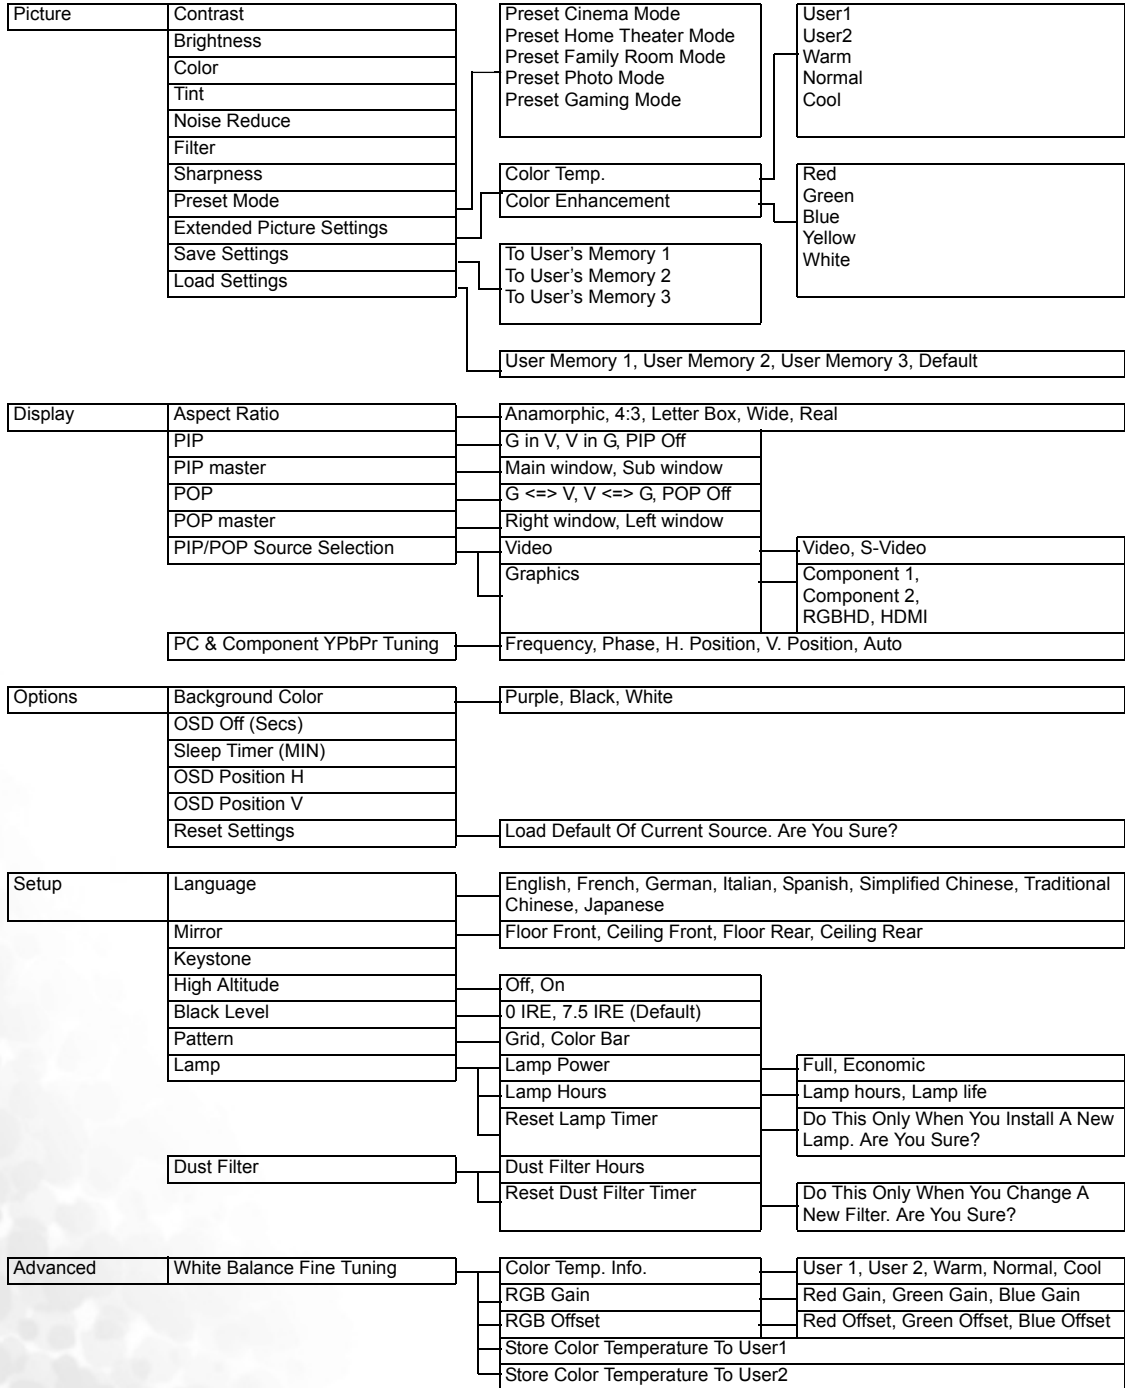 Picture
Contrast
Brightness
Color
Tint
Noise Reduce
Filter
Sharpness
Preset Mode
Extended Picture Settings
Save Settings
Load Settings
Preset Cinema Mode
Preset Home Theater Mode
Preset Family Room Mode
Preset Photo Mode
Preset Gaming Mode
User1
User2
Warm
Normal
Cool
Color Temp.
Color Enhancement
Red
Green
Blue
Yellow
White
To User’s Memory 1
To User’s Memory 2
To User’s Memory 3
User Memory 1, User Memory 2, User Memory 3, Default
Display
Aspect Ratio
Anamorphic, 4:3, Letter Box, Wide, Real
PIP
G in V, V in G, PIP Off
PIP master
Main window, Sub window
POP
G <=> V, V <=> G, POP Off
POP master
Right window, Left window
PIP/POP Source Selection
Video
Video, S-Video
Graphics
Component 1,
Component 2,
RGBHD, HDMI
PC & Component YPbPr Tuning
Frequency, Phase, H. Position, V. Position, Auto
Options
Background Color
Purple, Black, White
OSD Off (Secs)
Sleep Timer (MIN)
OSD Position H
OSD Position V
Reset Settings
Load Default Of Current Source. Are You Sure?
Setup
Language
English, French, German, Italian, Spanish, Simplified Chinese, Traditional
Chinese, Japanese
Mirror
Floor Front, Ceiling Front, Floor Rear, Ceiling Rear
Keystone
High Altitude
Off, On
Black Level
0 IRE, 7.5 IRE (Default)
Pattern
Grid, Color Bar
Lamp
Lamp Power
Full, Economic
Lamp Hours
Lamp hours, Lamp life
Reset Lamp Timer
Do This Only When You Install A New
Lamp. Are You Sure?
Dust Filter
Dust Filter Hours
Reset Dust Filter Timer
Do This Only When You Change A
New Filter. Are You Sure?
Advanced
White Balance Fine Tuning
Color Temp. Info.
User 1, User 2, Warm, Normal, Cool
RGB Gain
Red Gain, Green Gain, Blue Gain
RGB Offset
Red Offset, Green Offset, Blue Offset
Store Color Temperature To User1
Store Color Temperature To User2